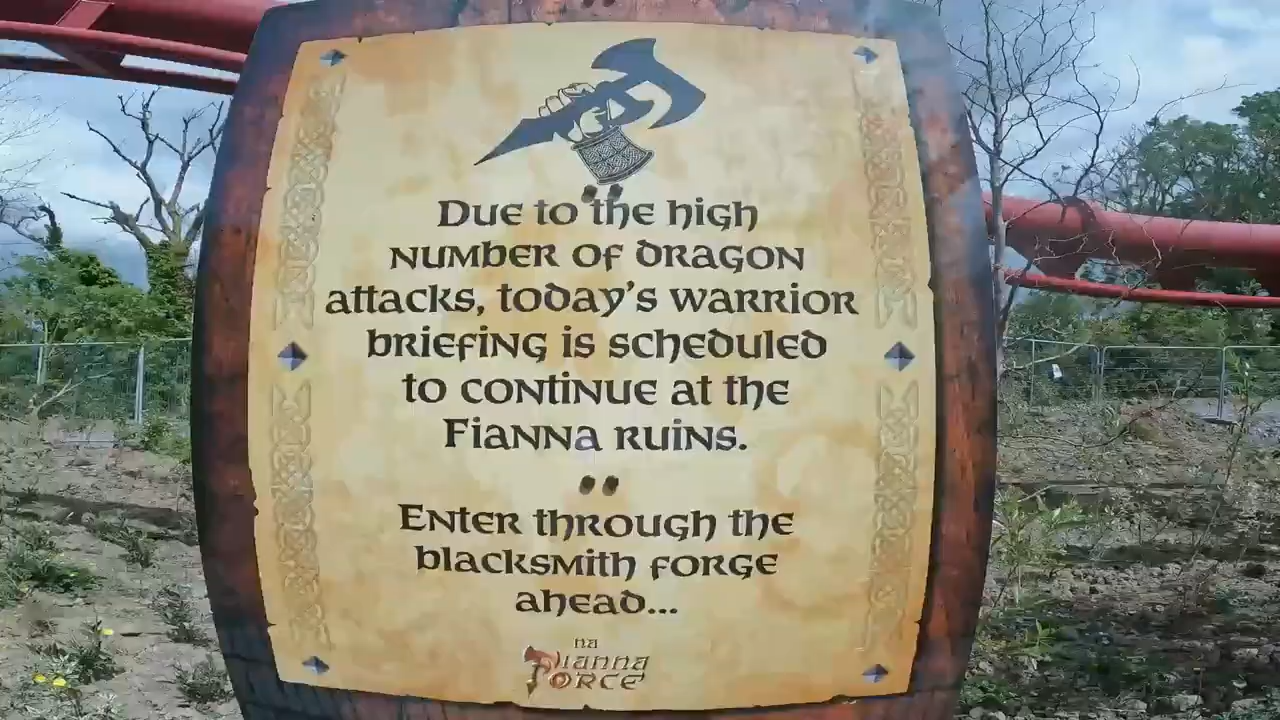 Due to the high
number of dragon
attacks, today's warrior
briefing is scheduled
to continue at the
Fianna ruins.
Enter through the
blacksmith forge
ahead...
na
Fianna
Force